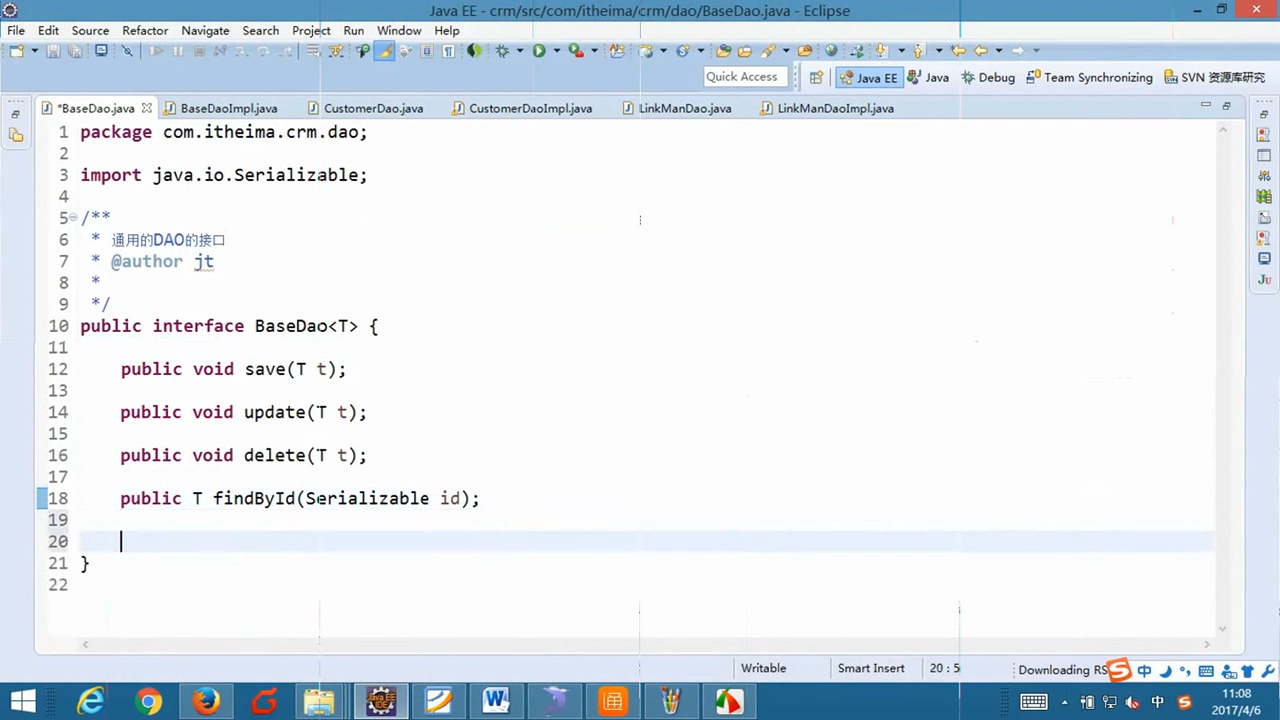 Java EE - crm/src/com/itheima/crm/dao/BaseDao.java - Eclipse
File Edit Source Refactor Navigate Search Project Run Window Help
Quick Access Java EE Java Debug Team Synchronizing SVN 资源库研究
*BaseDao.java BaseDaoImpl.java CustomerDao.java CustomerDaoImpl.java LinkManDao.java LinkManDaoImpl.java
1 package com.itheima.crm.dao;
2
3 import java.io.Serializable;
4
5 /**
6 * 通用的DAO的接口
7 * @author jt
8 *
9 */
10 public interface BaseDao<T> {
11
12 public void save(T t);
13
14 public void update(T t);
15
16 public void delete(T t);
17
18 public T findById(Serializable id);
19
20
21 }
22
Writable Smart Insert 20 : 5 Downloading RS 中
中 11:08
2017/4/6